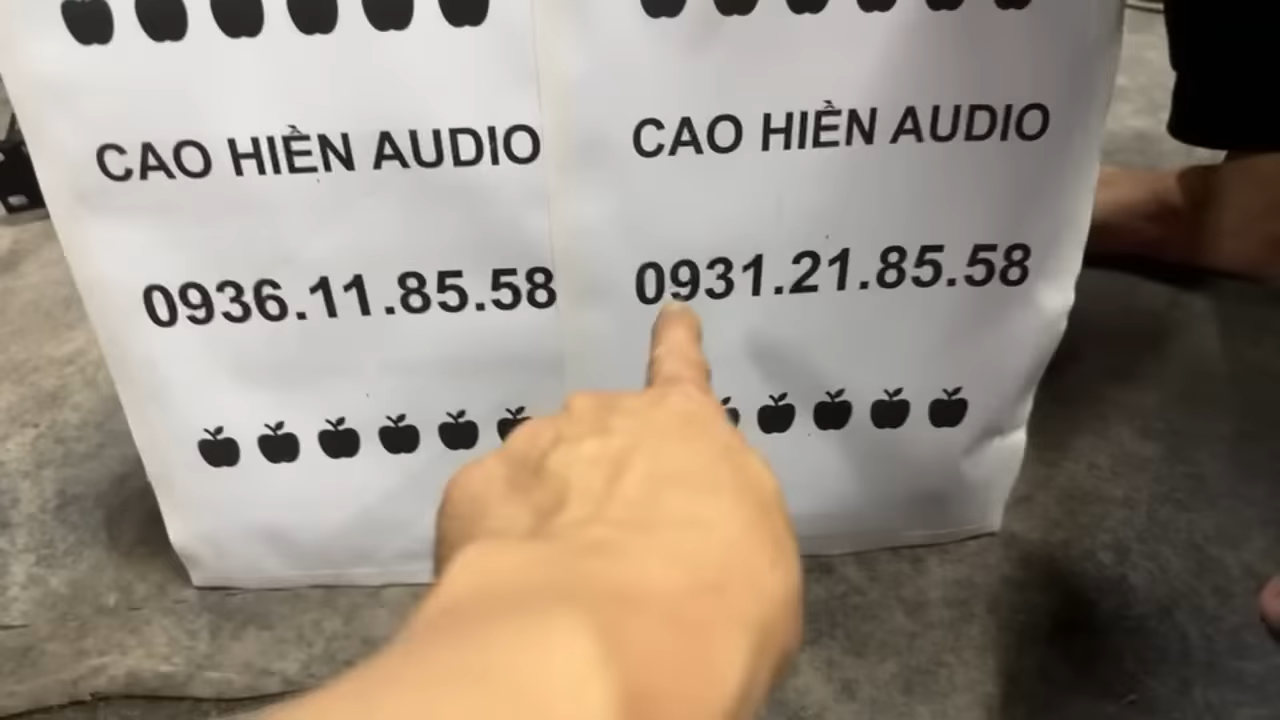 CAO HIỀN AUDIO
0936.11.85.58
CAO HIỀN AUDIO
0931.21.85.58